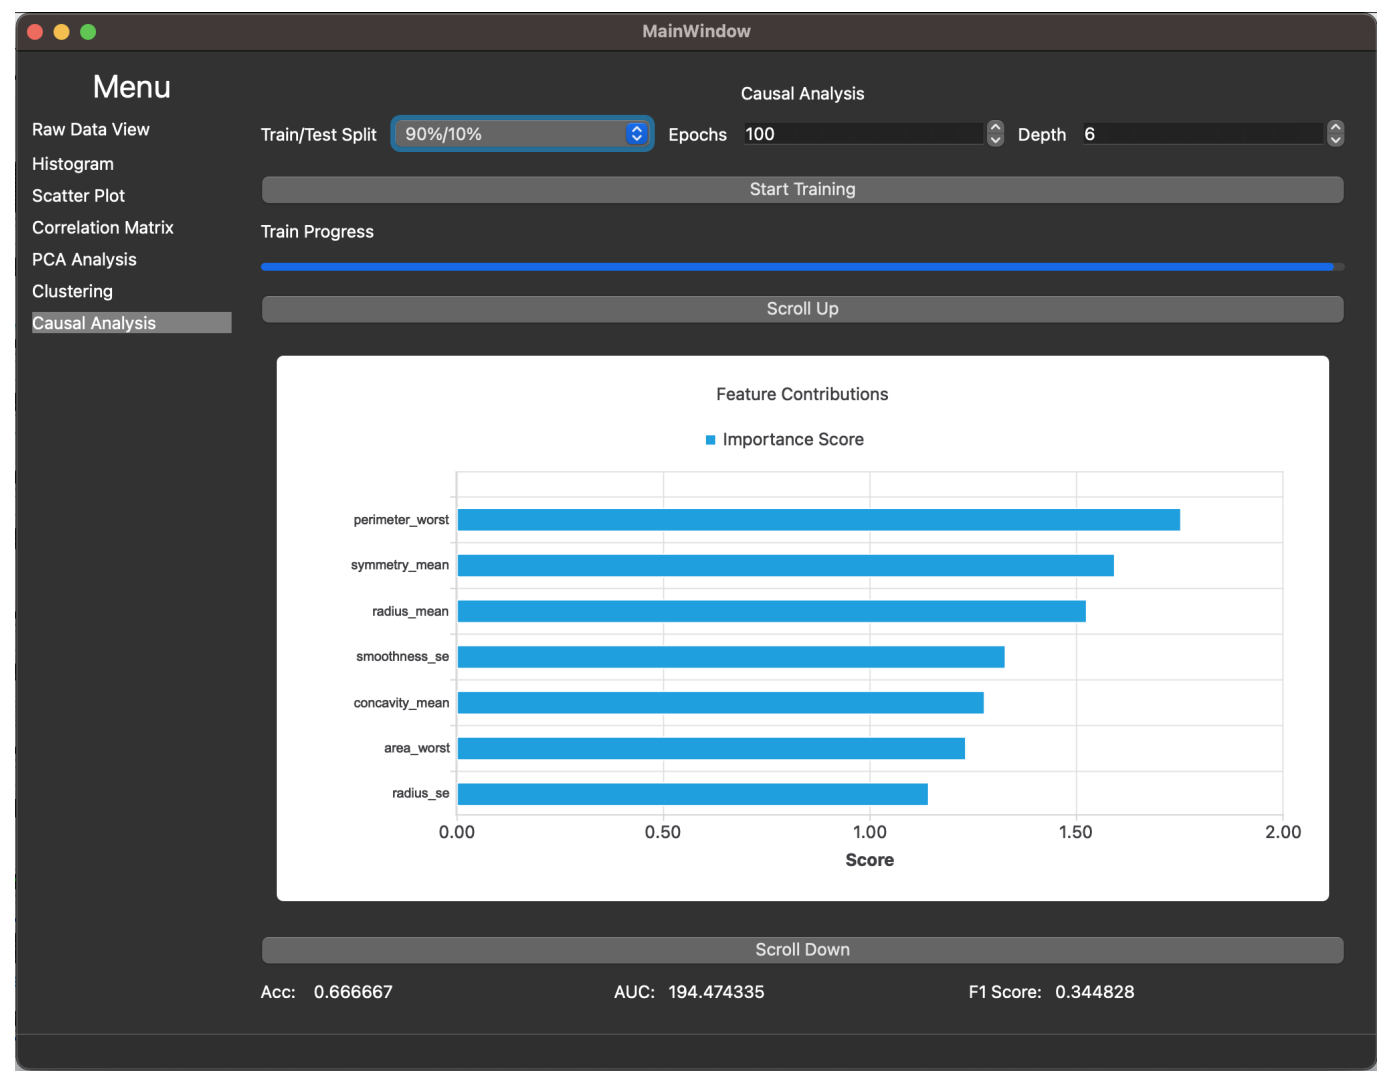 MainWindow
Menu
Causal Analysis
Raw Data View
Train/Test Split 90%/10% Epochs 100 Depth 6
Histogram
Start Training
Scatter Plot
Correlation Matrix
Train Progress
PCA Analysis
Clustering
Scroll Up
Causal Analysis
Feature Contributions
Importance Score
perimeter_worst
symmetry_mean
radius_mean
smoothness_se
concavity_mean
area_worst
radius_se
0.00 0.50 1.00 1.50 2.00
Score
Scroll Down
Acc: 0.666667 AUC: 194.474335 F1 Score: 0.344828